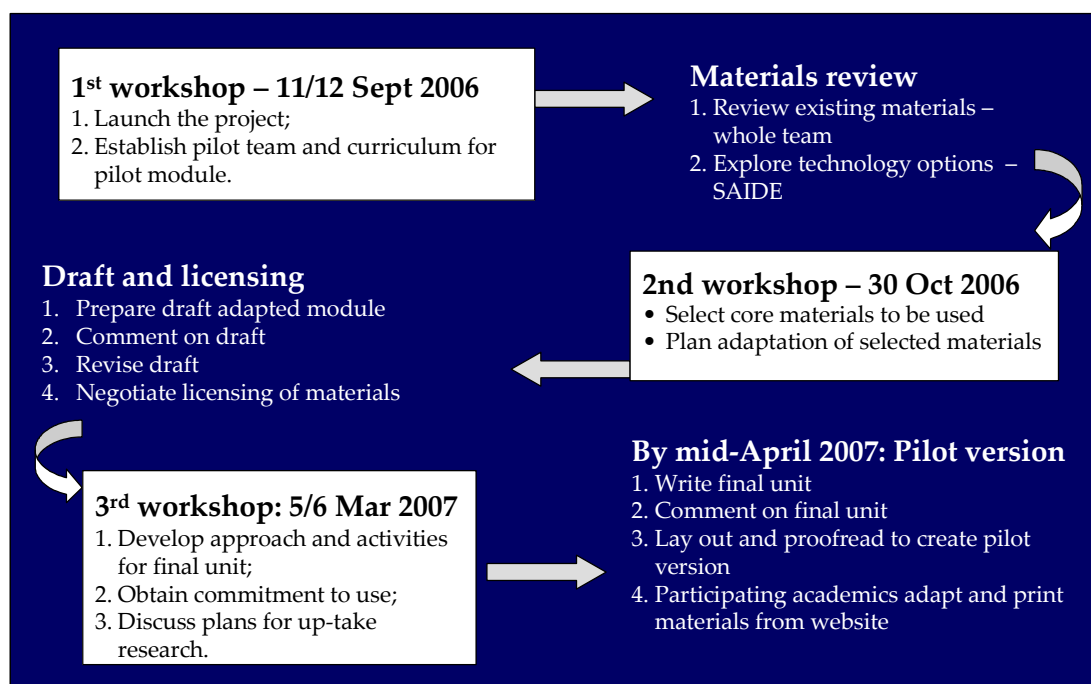 1st workshop – 11/12 Sept 2006
1. Launch the project;
2. Establish pilot team and curriculum for
pilot module.
Materials review
1. Review existing materials –
whole team
2. Explore technology options –
SAIDE
2nd workshop – 30 Oct 2006
• Select core materials to be used
• Plan adaptation of selected materials
Draft and licensing
1. Prepare draft adapted module
2. Comment on draft
3. Revise draft
4. Negotiate licensing of materials
3rd workshop: 5/6 Mar 2007
1. Develop approach and activities
for final unit;
2. Obtain commitment to use;
3. Discuss plans for up-take
research.
By mid-April 2007: Pilot version
1. Write final unit
2. Comment on final unit
3. Lay out and proofread to create pilot
version
4. Participating academics adapt and print
materials from website